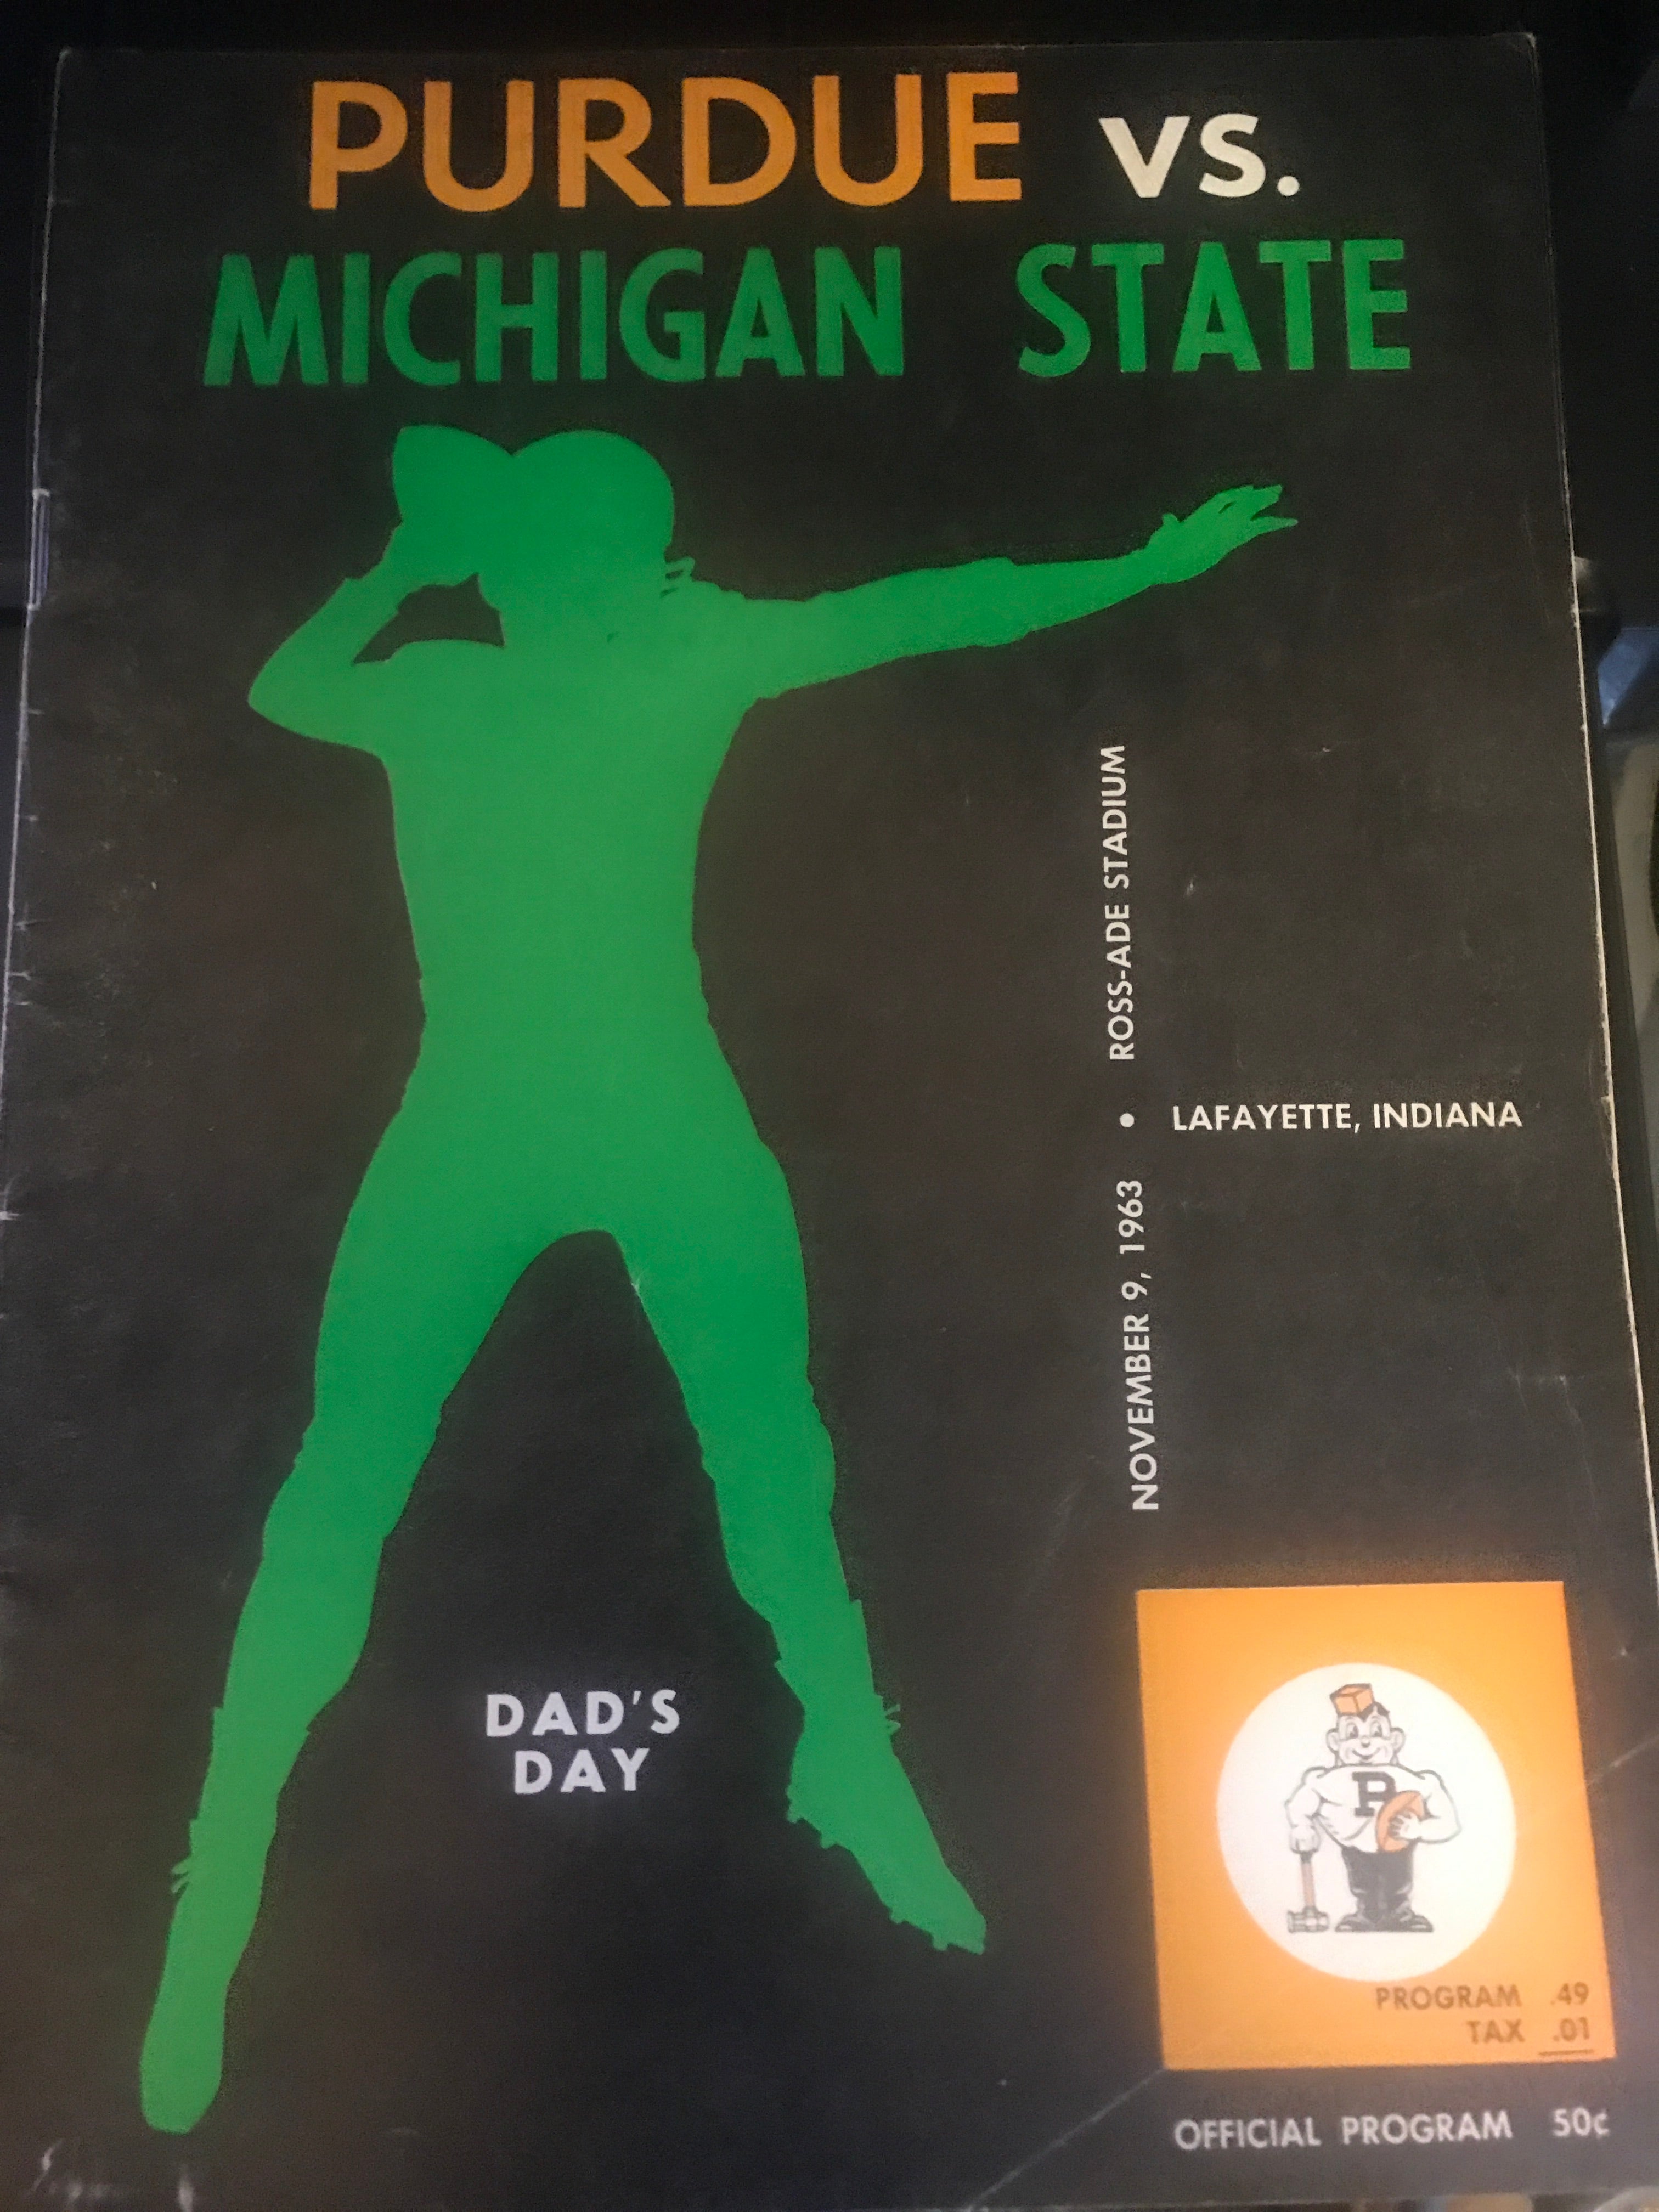 PURDUE VS.
MICHIGAN STATE
ROSS-ADE STADIUM
• LAFAYETTE, INDIANA
NOVEMBER 9, 1963
DAD'S
DAY
P
PROGRAM .49
TAX .01
OFFICIAL PROGRAM 50¢